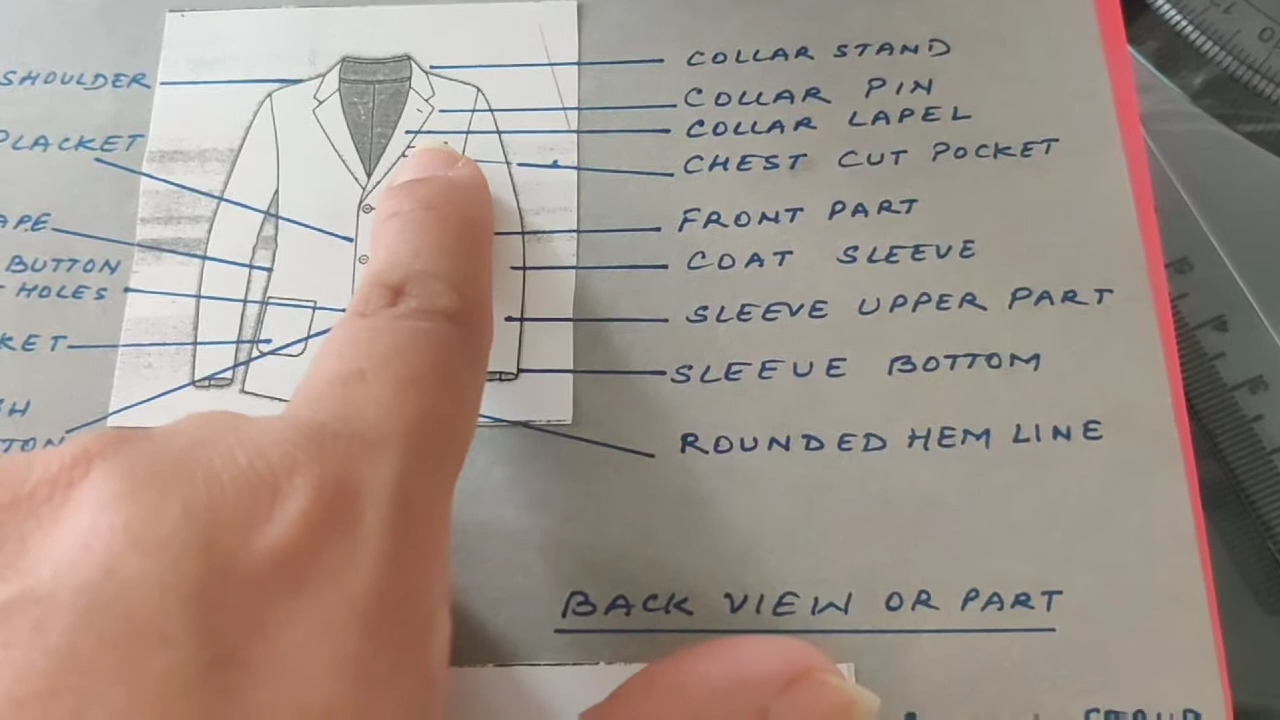 SHOULDER
PLACKET
BUTTON
HOLES
COLLAR STAND
COLLAR PIN
COLLAR LAPEL
CHEST CUT POCKET
FRONT PART
COAT SLEEVE
SLEEVE UPPER PART
SLEEVE BOTTOM
ROUNDED HEM LINE
BACK VIEW OR PART